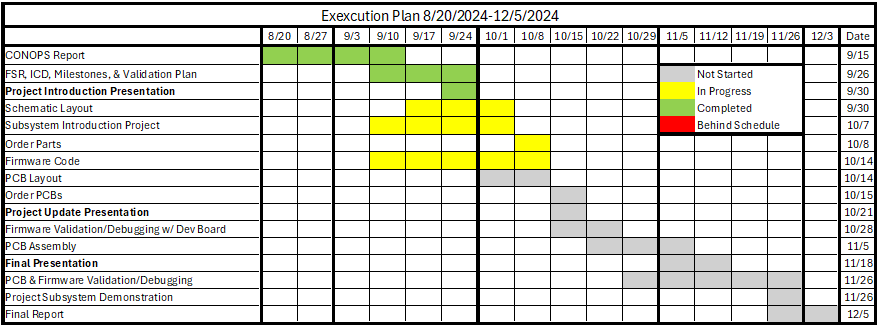 Exexcution Plan 8/20/2024-12/5/2024
8/20 8/27 9/3 9/10 9/17 9/24 10/1 10/8 10/15 10/22 10/29 11/5 11/12 11/19 11/26 12/3 Date
CONOPS Report 9/15
FSR, ICD, Milestones, & Validation Plan Not Started 9/26
Project Introduction Presentation In Progress 9/30
Schematic Layout Completed 9/30
Subsystem Introduction Project Behind Schedule 10/7
Order Parts 10/8
Firmware Code 10/14
PCB Layout 10/14
Order PCBs 10/15
Project Update Presentation 10/21
Firmware Validation/Debugging w/ Dev Board 10/28
PCB Assembly 11/5
Final Presentation 11/18
PCB & Firmware Validation/Debugging 11/26
Project Subsystem Demonstration 11/26
Final Report 12/5